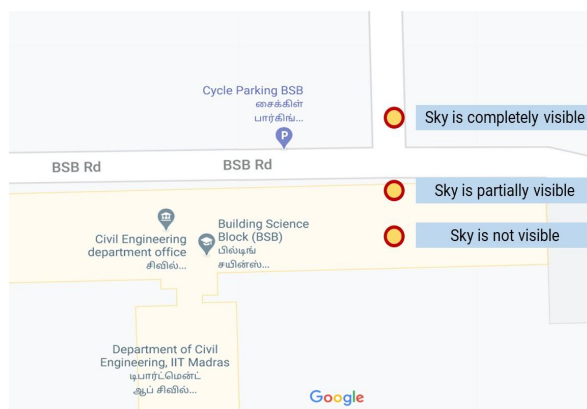 Cycle Parking BSB
சைக்கிள்
பார்கிங்...
P
Sky is completely visible
BSB Rd
BSB Rd
Sky is partially visible
Civil Engineering
department office
சிவில்...
Building Science
Block (BSB)
பில்டிங்
சயின்ஸ்...
Sky is not visible
Department of Civil
Engineering, IIT Madras
டிபார்ட்மென்ட்
ஆப் சிவில்...
Google